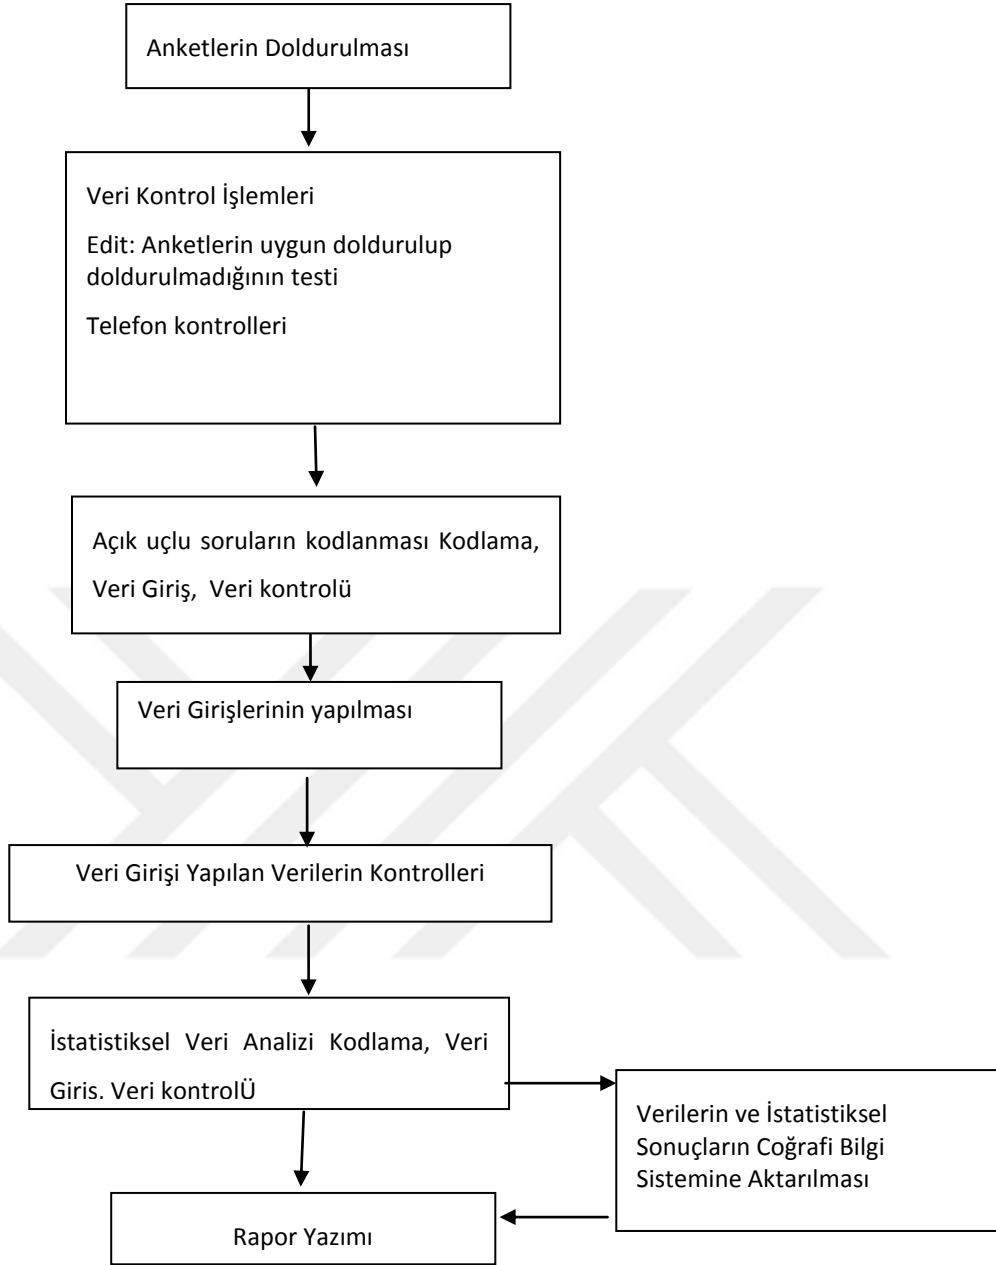 Anketlerin Doldurulması
Veri Kontrol İşlemleri
Edit: Anketlerin uygun doldurulup
doldurulmadığının testi
Telefon kontrolleri
Açık uçlu soruların kodlanması Kodlama,
Veri Giriş, Veri kontrolü
Veri Girişlerinin yapılması
Veri Girişi Yapılan Verilerin Kontrolleri
İstatistiksel Veri Analizi Kodlama, Veri
Giris. Veri kontrolÜ
Verilerin ve İstatistiksel
Sonuçların Coğrafi Bilgi
Sistemine Aktarılması
Rapor Yazımı